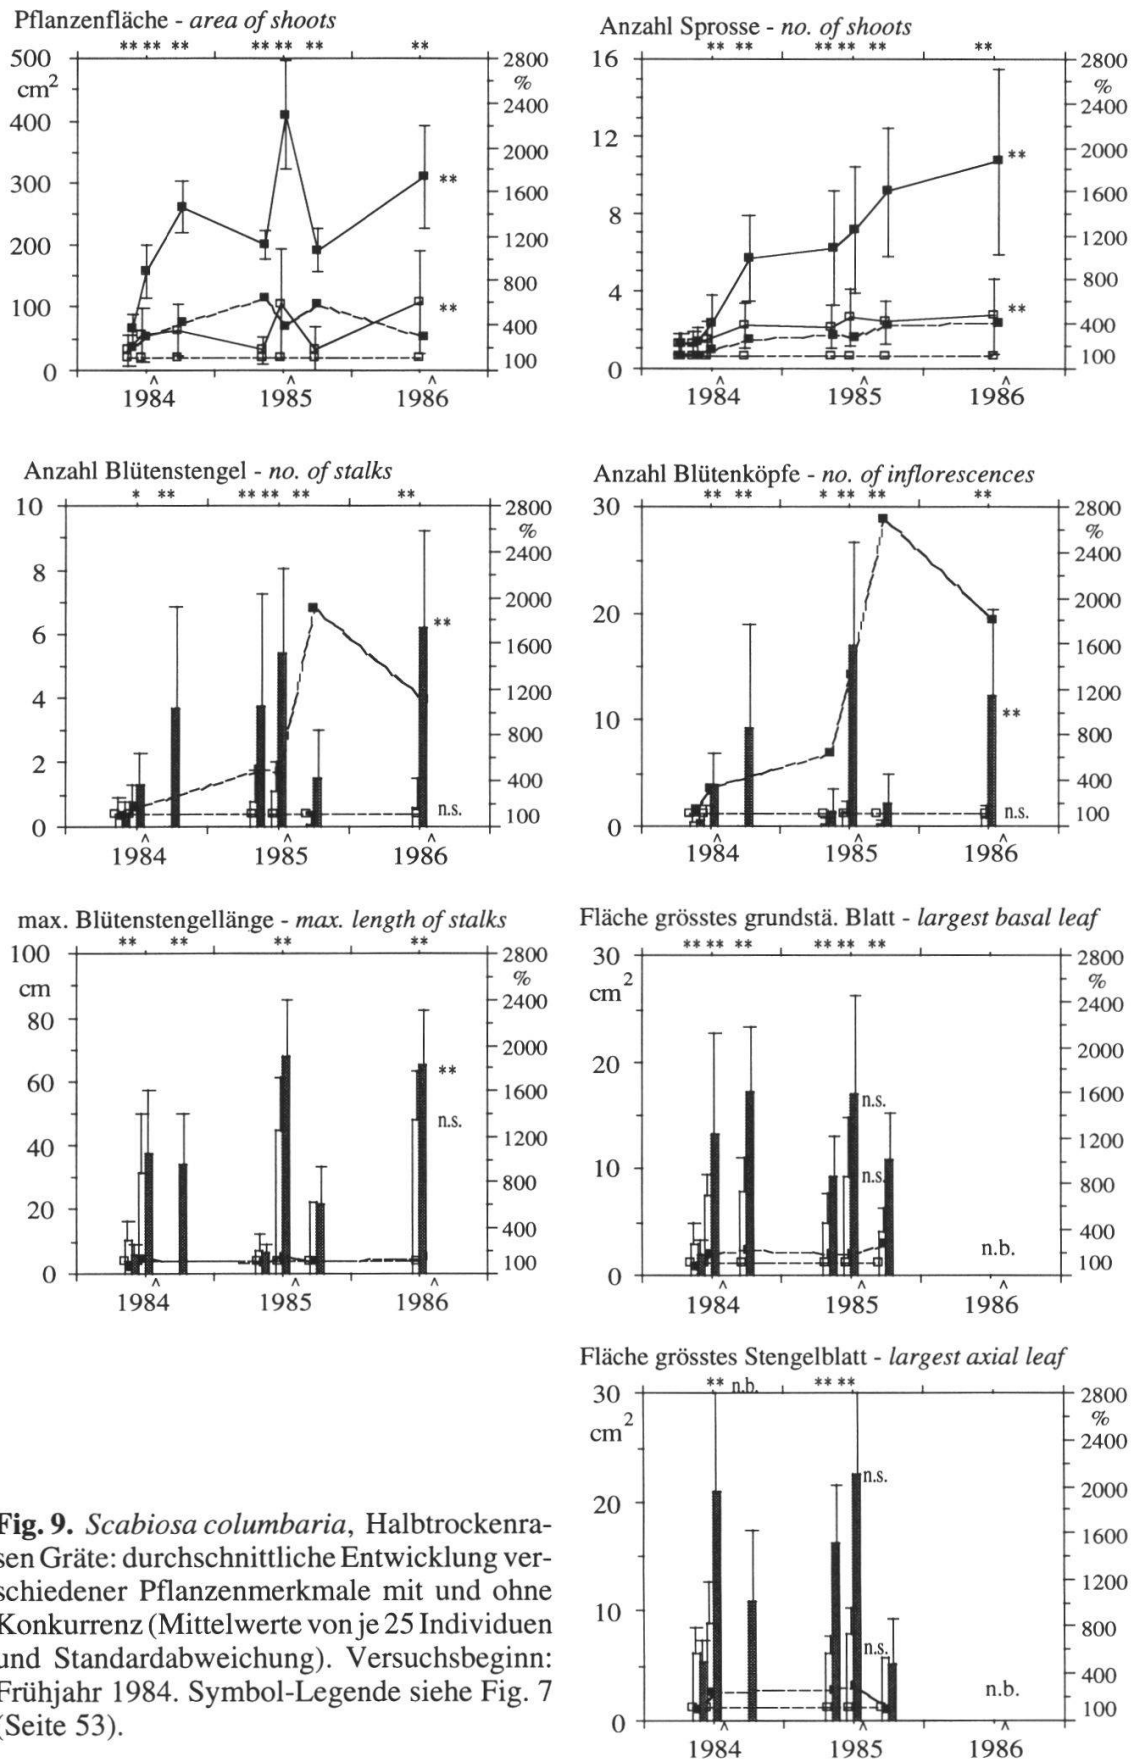 Pflanzenfläche - area of shoots
** ** ** ** ** ** **
500
cm2
400
300
200
100
0
2800
%
2400
2000
1600
1200
800
400
100
**
**
1984 1985 1986
Anzahl Sprosse - no. of shoots
** ** ** ** ** **
16
12
8
4
0
2800
%
2400
2000
1600
1200
800
400
100
**
**
1984 1985 1986
Anzahl Blütenstengel - no. of stalks
* ** ** ** ** **
10
8
6
4
2
0
2800
%
2400
2000
1600
1200
800
400
100
**
n.s.
1984 1985 1986
Anzahl Blütenköpfe - no. of inflorescences
** ** * ** ** **
30
20
10
0
2800
%
2400
2000
1600
1200
800
400
100
**
n.s.
1984 1985 1986
max. Blütenstengellänge - max. length of stalks
** ** ** **
100
cm
80
60
40
20
0
2800
%
2400
2000
1600
1200
800
400
100
**
n.s.
1984 1985 1986
Fläche grösstes grundstä. Blatt - largest basal leaf
** ** ** ** ** **
30
cm2
20
10
0
2800
%
2400
2000
1600
1200
800
400
100
n.s.
n.s.
n.b.
1984 1985 1986
Fläche grösstes Stengelblatt - largest axial leaf
** n.b. ** **
30
cm2
20
10
0
2800
%
2400
2000
1600
1200
800
400
100
n.s.
n.s.
n.b.
1984 1985 1986
Fig. 9. Scabiosa columbaria, Halbtrockenra-
sen Gräte: durchschnittliche Entwicklung ver-
schiedener Pflanzenmerkmale mit und ohne
Konkurrenz (Mittelwerte von je 25 Individuen
und Standardabweichung). Versuchsbeginn:
Frühjahr 1984. Symbol-Legende siehe Fig. 7
(Seite 53).